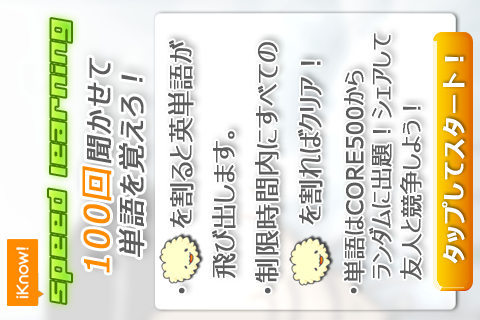 iKnow!
speed learning
100回聞かせて
単語を覚えろ！
・を割ると英単語が
飛び出します。
・制限時間内にすべての
を割ればクリア！
・単語はCORE500から
ランダムに出題！シェアして
友人と競争しよう！
タップしてスタート！